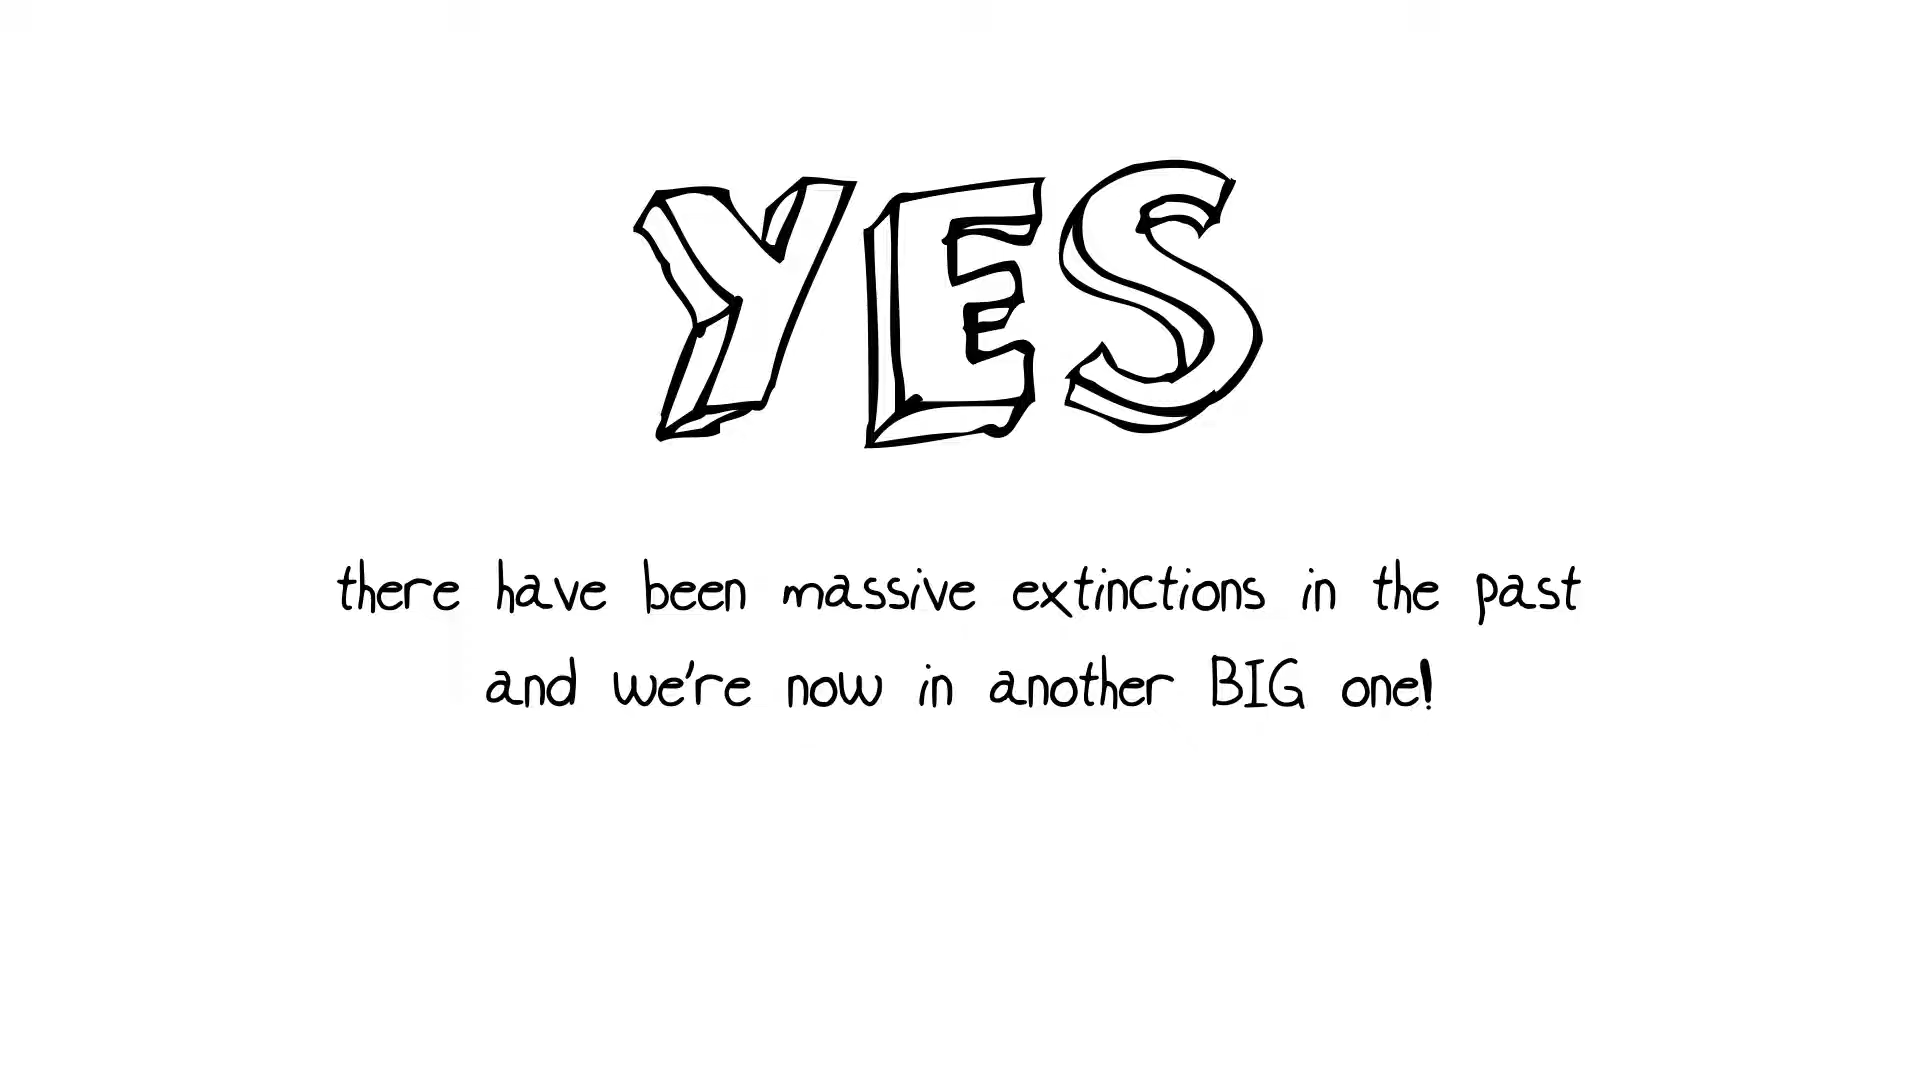 YES
there have been massive extinctions in the past
and we're now in another BIG one!